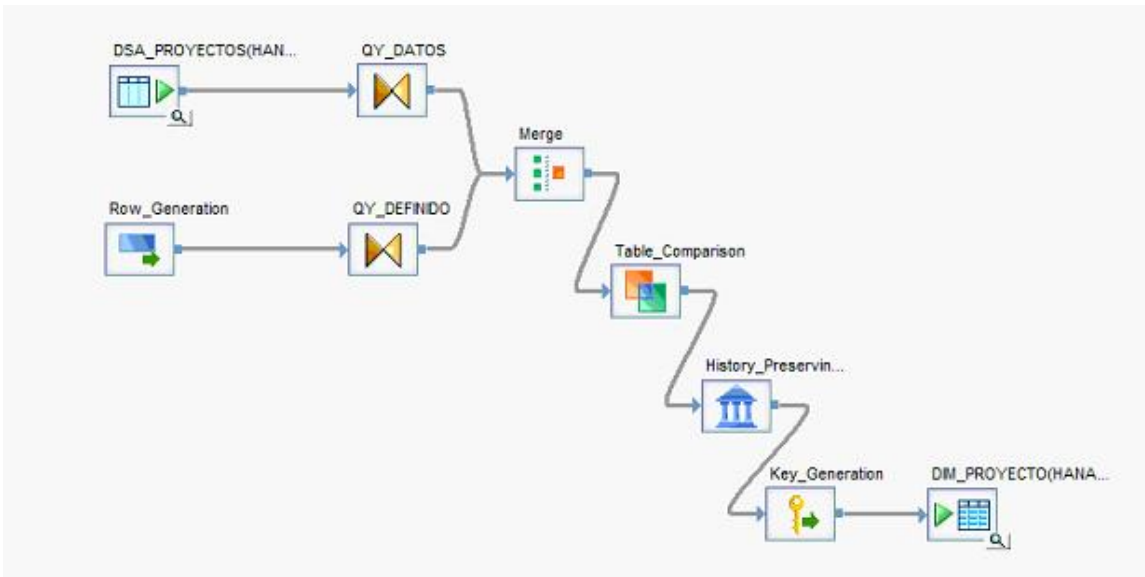 DSA_PROYECTOS(HAN...
QY_DATOS
Merge
Row_Generation
QY_DEFINIDO
Table_Comparison
History_Preservin...
Key_Generation
DIM_PROYECTO(HANA...